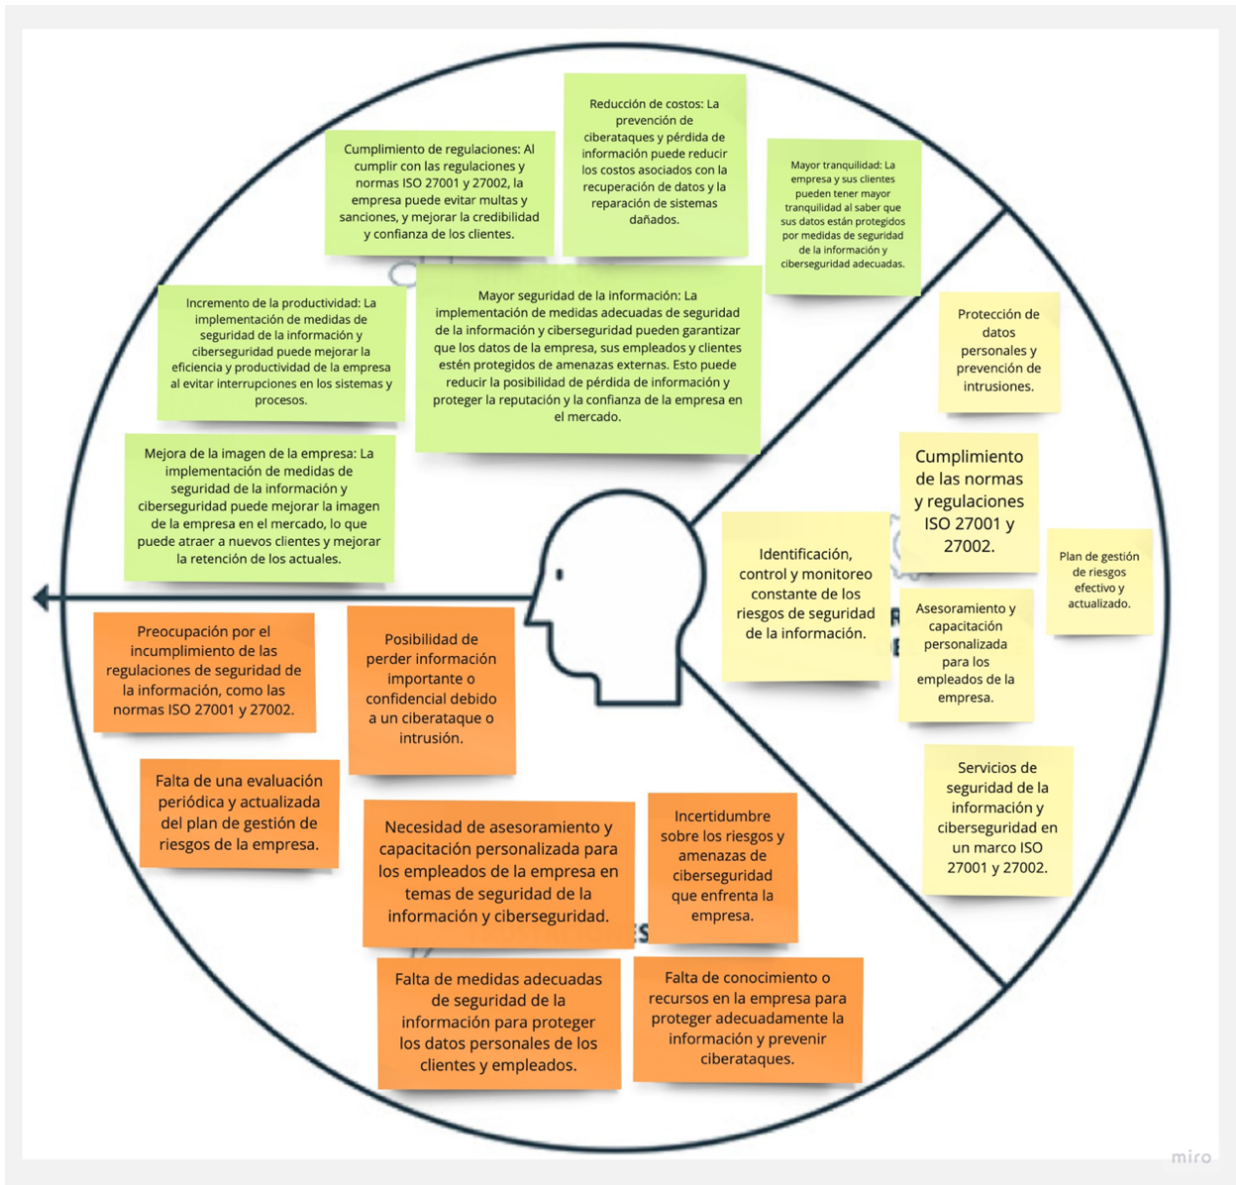 Reducción de costos: La
prevención de
ciberataques y pérdida de
información puede reducir
los costos asociados con la
recuperación de datos y la
reparación de sistemas
dañados.
Cumplimiento de regulaciones: Al
cumplir con las regulaciones y
normas ISO 27001 y 27002, la
empresa puede evitar multas y
sanciones, y mejorar la credibilidad
y confianza de los clientes.
Mayor tranquilidad: La
empresa y sus clientes
pueden tener mayor
tranquilidad al saber que
sus datos están protegidos
por medidas de seguridad
de la información y
ciberseguridad adecuadas.
Incremento de la productividad: La
implementación de medidas de
seguridad de la información y
ciberseguridad puede mejorar la
eficiencia y productividad de la empresa
al evitar interrupciones en los sistemas y
procesos.
Mayor seguridad de la información: La
implementación de medidas adecuadas de seguridad
de la información y ciberseguridad pueden garantizar
que los datos de la empresa, sus empleados y clientes
estén protegidos de amenazas externas. Esto puede
reducir la posibilidad de pérdida de información y
proteger la reputación y la confianza de la empresa en
el mercado.
Mejora de la imagen de la empresa: La
implementación de medidas de
seguridad de la información y
ciberseguridad puede mejorar la imagen
de la empresa en el mercado, lo que
puede atraer a nuevos clientes y mejorar
la retención de los actuales.
Protección de
datos
personales y
prevención de
intrusiones.
Cumplimiento
de las normas
y regulaciones
ISO 27001 y
27002.
Identificación,
control y monitoreo
constante de los
riesgos de seguridad
de la información.
Plan de gestión
de riesgos
efectivo y
actualizado.
Asesoramiento y
capacitación
personalizada
para los
empleados de la
empresa.
Servicios de
seguridad de la
información y
ciberseguridad en
un marco ISO
27001 y 27002.
Preocupación por el
incumplimiento de las
regulaciones de seguridad de
la información, como las
normas ISO 27001 y 27002.
Posibilidad de
perder información
importante o
confidencial debido
a un ciberataque o
intrusión.
Falta de una evaluación
periódica y actualizada
del plan de gestión de
riesgos de la empresa.
Necesidad de asesoramiento y
capacitación personalizada para
los empleados de la empresa en
temas de seguridad de la
información y ciberseguridad.
Incertidumbre
sobre los riesgos y
amenazas de
ciberseguridad
que enfrenta la
empresa.
ES
Falta de medidas adecuadas
de seguridad de la
información para proteger
los datos personales de los
clientes y empleados.
Falta de conocimiento o
recursos en la empresa para
proteger adecuadamente la
información y prevenir
ciberataques.
miro